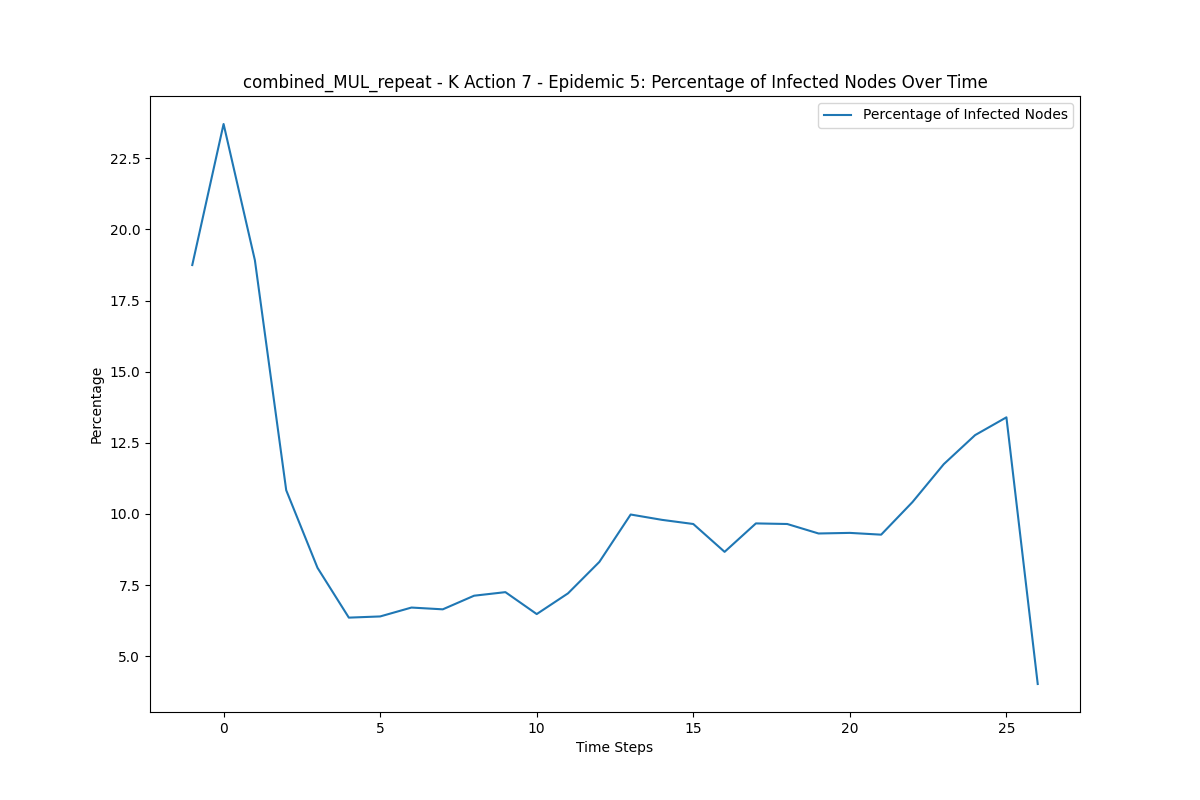 combined_MUL_repeat - K Action 7 - Epidemic 5: Percentage of Infected Nodes Over Time
Percentage of Infected Nodes
22.5
20.0
17.5
15.0
12.5
10.0
7.5
5.0
Percentage
0 5 10 15 20 25
Time Steps